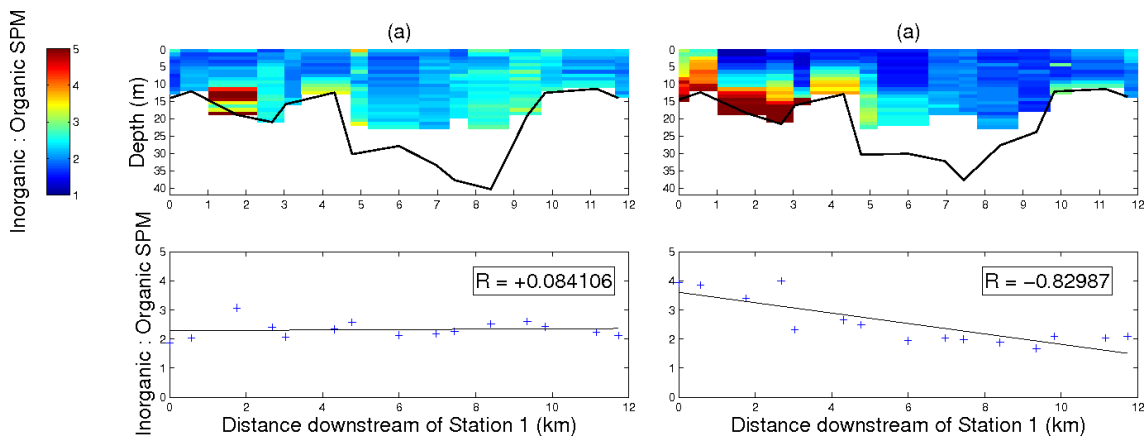 (a)
(a)
Inorganic : Organic SPM
5
4
3
2
1
Depth (m)
0
5
10
15
20
25
30
35
40
0 1 2 3 4 5 6 7 8 9 10 11 12
0
5
10
15
20
25
30
35
40
0 1 2 3 4 5 6 7 8 9 10 11 12
Inorganic : Organic SPM
5
4
3
2
1
0
R = +0.084106
0 2 4 6 8 10 12
Distance downstream of Station 1 (km)
5
4
3
2
1
0
R = −0.82987
0 2 4 6 8 10 12
Distance downstream of Station 1 (km)